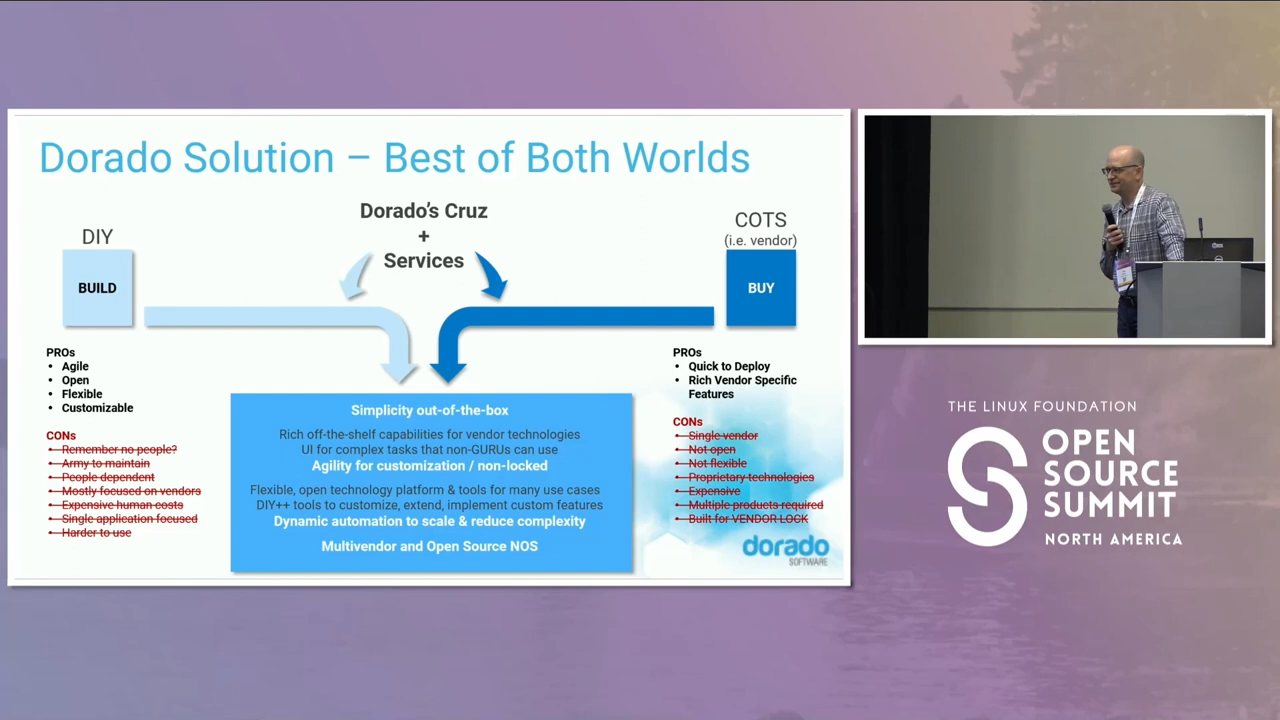 Dorado Solution – Best of Both Worlds
Dorado's Cruz
+
Services
DIY
BUILD
COTS
(i.e. vendor)
BUY
PROs
• Agile
• Open
• Flexible
• Customizable
CONs
• Remember no people?
• Army to maintain
• People dependent
• Mostly focused on vendors
• Expensive human costs
• Single application focused
• Harder to use
Simplicity out-of-the-box
Rich off-the-shelf capabilities for vendor technologies
UI for complex tasks that non-GURUs can use
Agility for customization / non-locked
Flexible, open technology platform & tools for many use cases
DIY++ tools to customize, extend, implement custom features
Dynamic automation to scale & reduce complexity
Multivendor and Open Source NOS
PROs
• Quick to Deploy
• Rich Vendor Specific
Features
CONs
• Single vendor
• Not open
• Not flexible
• Proprietary technologies
• Expensive
• Multiple products required
• Built for VENDOR LOCK
dorado
SOFTWARE
THE LINUX FOUNDATION
OPEN
SOURCE
SUMMIT
NORTH AMERICA